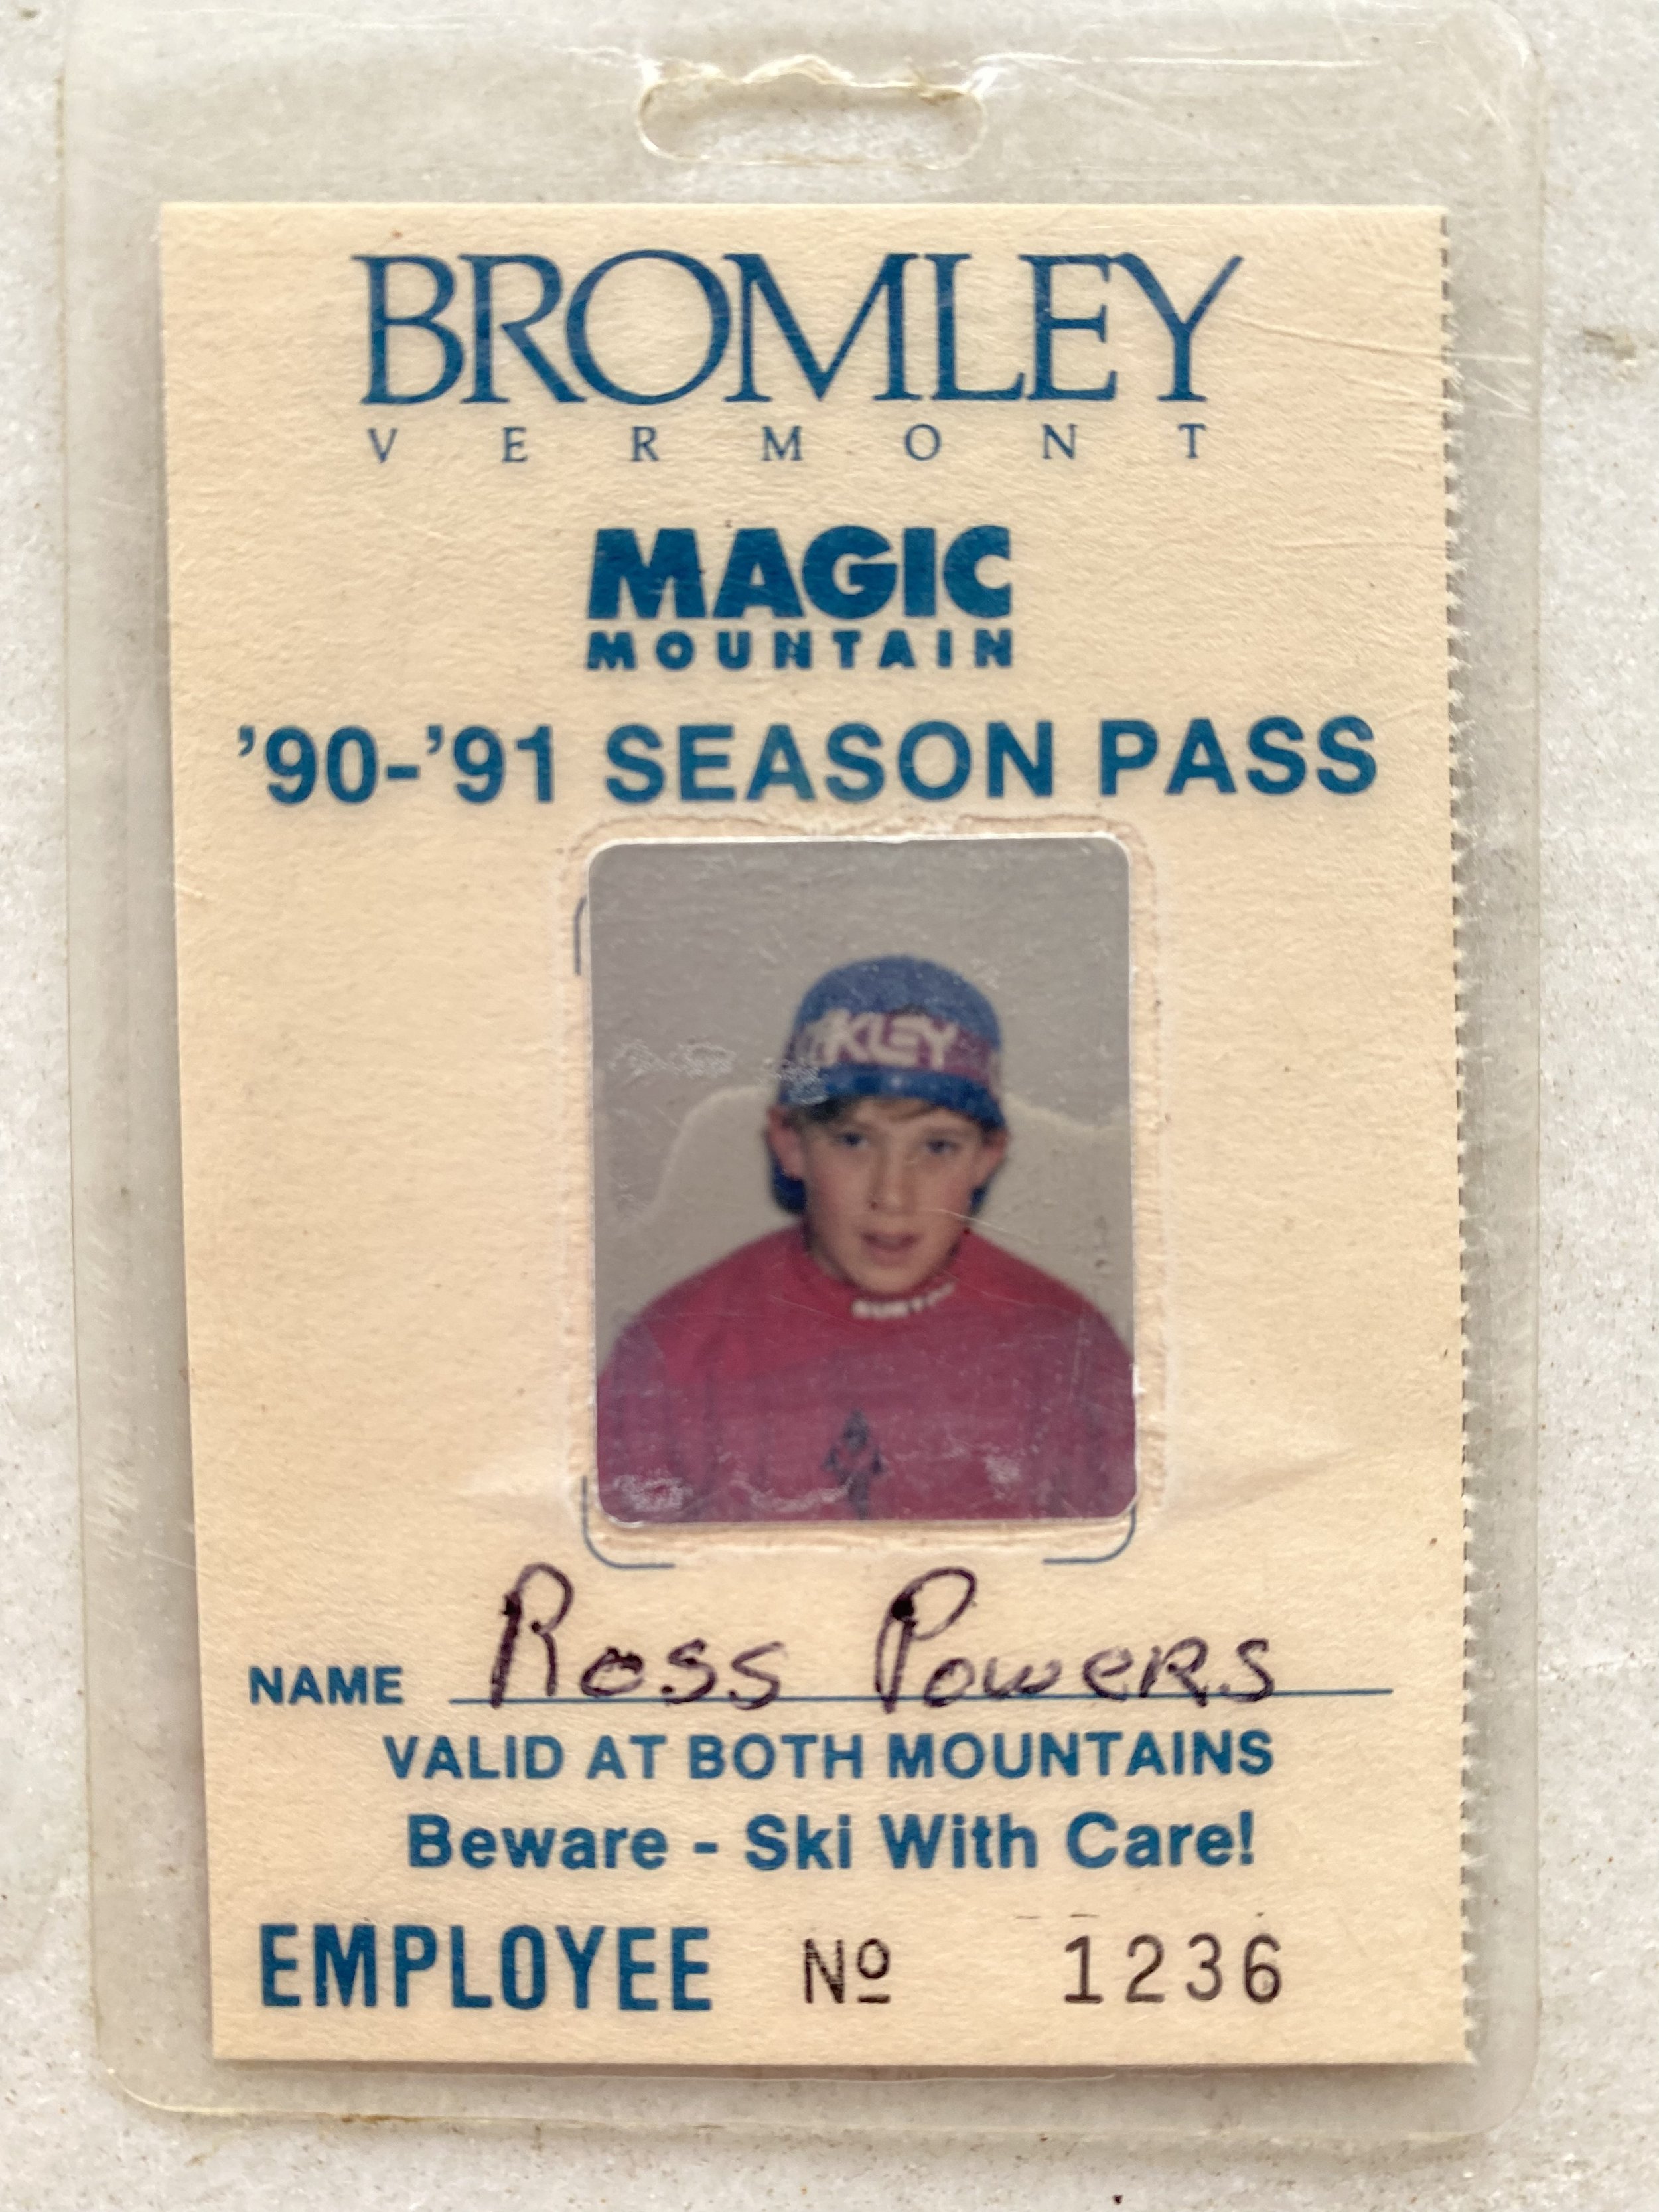 BROMLEY
VERMONT
MAGIC
MOUNTAIN
'90-'91 SEASON PASS
KLEY
NAME Ross Powers
VALID AT BOTH MOUNTAINS
Beware - Ski With Care!
EMPLOYEE Nº 1236